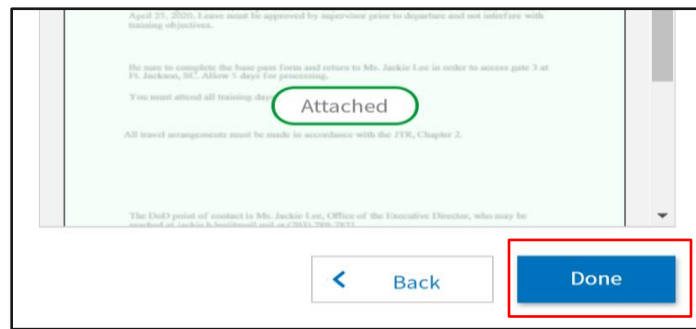 April 25, 2020. Leave must be approved by supervisor prior to departure and not interfere with
training objectives.
Be sure to complete the base pass form and return to Ms. Jackie Lee in order to access gate 3 at
Ft. Jackson, SC. Allow 5 days for processing.
You must attend all training day
Attached
All travel arrangements must be made in accordance with the JTR, Chapter 2.
The DoD point of contact is Ms. Jackie Lee, Office of the Executive Director, who may be
Back
Done